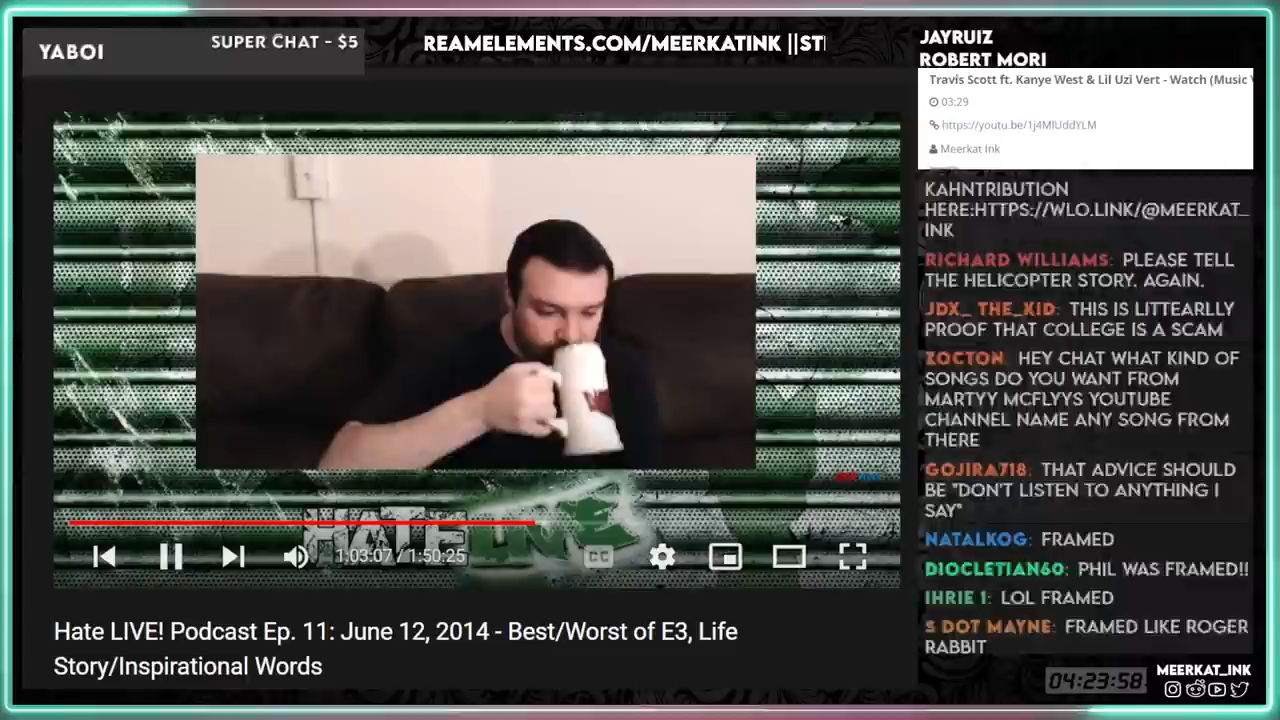 YABOI
SUPER CHAT - $5
REAMELEMENTS.COM/MEERKATINK ||ST
JAYRUIZ
ROBERT MORI
Travis Scott ft. Kanye West & Lil Uzi Vert - Watch (Music V
03:29
https://youtu.be/1j4MlUddYLM
Meerkat Ink
KAHNTRIBUTION
HERE:HTTPS://WLO.LINK/@MEERKAT_
INK
RICHARD WILLIAMS: PLEASE TELL
THE HELICOPTER STORY. AGAIN.
JDX_ THE_KID: THIS IS LITTEARLLY
PROOF THAT COLLEGE IS A SCAM
ZOCTON: HEY CHAT WHAT KIND OF
SONGS DO YOU WANT FROM
MARTYY MCFLYYS YOUTUBE
CHANNEL NAME ANY SONG FROM
THERE
GOJIRA718: THAT ADVICE SHOULD
BE "DON'T LISTEN TO ANYTHING I
SAY"
NATALKOG: FRAMED
DIOCLETIAN60: PHIL WAS FRAMED!!
IHRIE 1: LOL FRAMED
S DOT MAYNE: FRAMED LIKE ROGER
RABBIT
HATE LIVE
1:03:07 / 1:50:25
CC
Hate LIVE! Podcast Ep. 11: June 12, 2014 - Best/Worst of E3, Life
Story/Inspirational Words
04:23:58
MEERKAT_INK